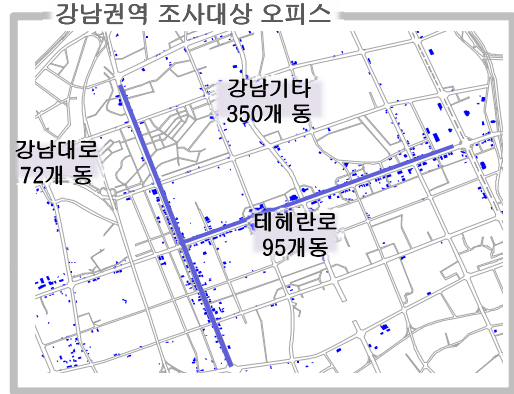 강남권역 조사대상 오피스
강남기타
350개 동
강남대로
72개 동
테헤란로
95개동